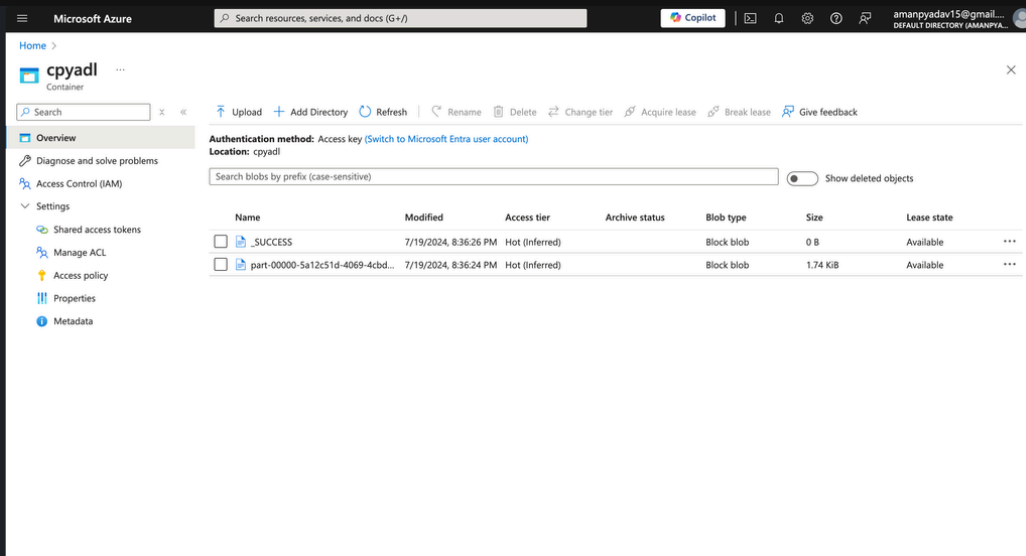 Microsoft Azure
Search resources, services, and docs (G+/)
Copilot
amanpyadav15@gmail....
DEFAULT DIRECTORY (AMANPYA...
Home
cpyadl
...
Container
Search
Upload
Add Directory
Refresh
Rename
Delete
Change tier
Acquire lease
Break lease
Give feedback
Overview
Diagnose and solve problems
Access Control (IAM)
Settings
Shared access tokens
Manage ACL
Access policy
Properties
Metadata
Authentication method: Access key (Switch to Microsoft Entra user account)
Location: cpyadl
Search blobs by prefix (case-sensitive)
Show deleted objects
Name Modified Access tier Archive status Blob type Size Lease state
_SUCCESS 7/19/2024, 8:36:26 PM Hot (Inferred) Block blob 0 B Available ...
part-00000-5a12c51d-4069-4cbd... 7/19/2024, 8:36:24 PM Hot (Inferred) Block blob 1.74 KiB Available ...